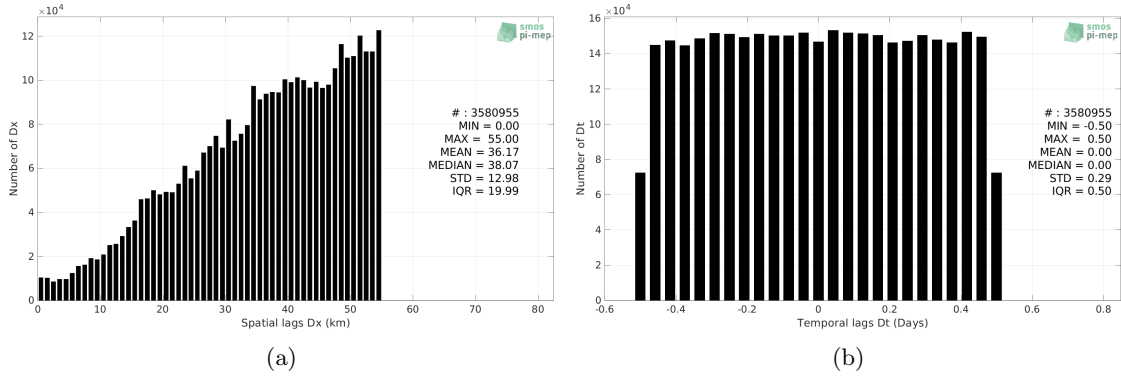 ×10⁴
12
10
8
6
4
2
0
Number of Dx
0 10 20 30 40 50 60 70 80
Spatial lags Dx (km)
smos
pi-mep
# : 3580955
MIN = 0.00
MAX = 55.00
MEAN = 36.17
MEDIAN = 38.07
STD = 12.98
IQR = 19.99
(a)
×10⁴
16
14
12
10
8
6
4
2
0
Number of Dt
-0.6 -0.4 -0.2 0 0.2 0.4 0.6 0.8
Temporal lags Dt (Days)
smos
pi-mep
# : 3580955
MIN = -0.50
MAX = 0.50
MEAN = 0.00
MEDIAN = 0.00
STD = 0.29
IQR = 0.50
(b)